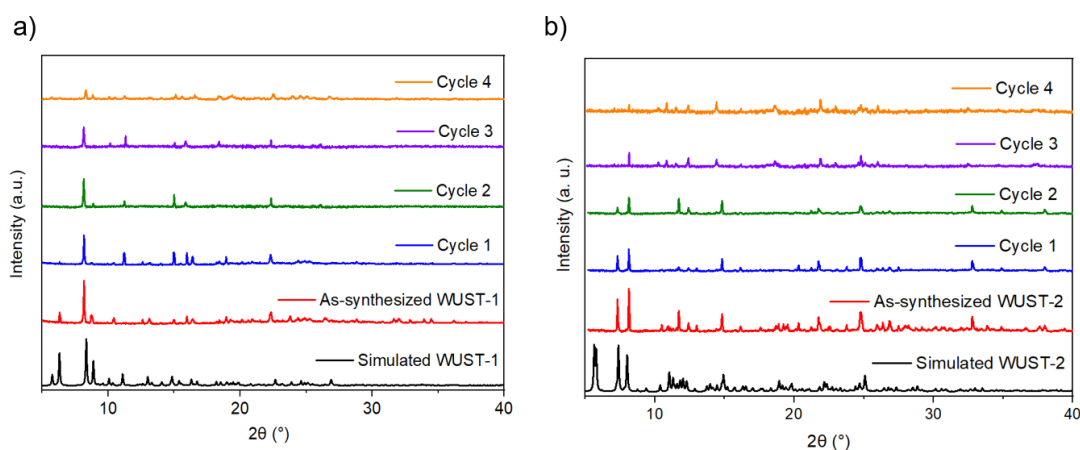 a)
Intensity (a.u.)
Cycle 4
Cycle 3
Cycle 2
Cycle 1
As-synthesized WUST-1
Simulated WUST-1
10
20
30
40
2θ (°)
b)
Intensity (a. u.)
Cycle 4
Cycle 3
Cycle 2
Cycle 1
As-synthesized WUST-2
Simulated WUST-2
10
20
30
40
2θ (°)